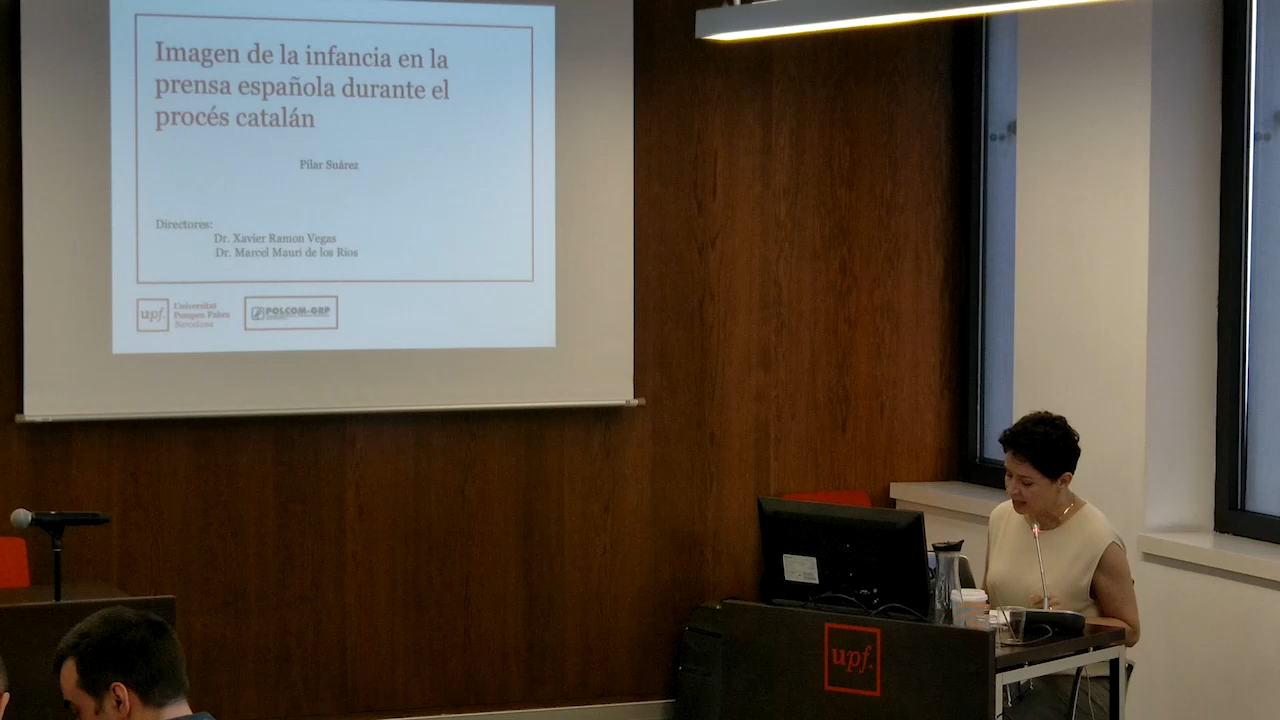 Imagen de la infancia en la
prensa española durante el
procés catalán
Pilar Suárez
Directores:
Dr. Xavier Ramon Vegas
Dr. Marcel Mauri de los Ríos
upf.
Universitat
Pompeu Fabra
Barcelona
POLCOM-GRP
upf.